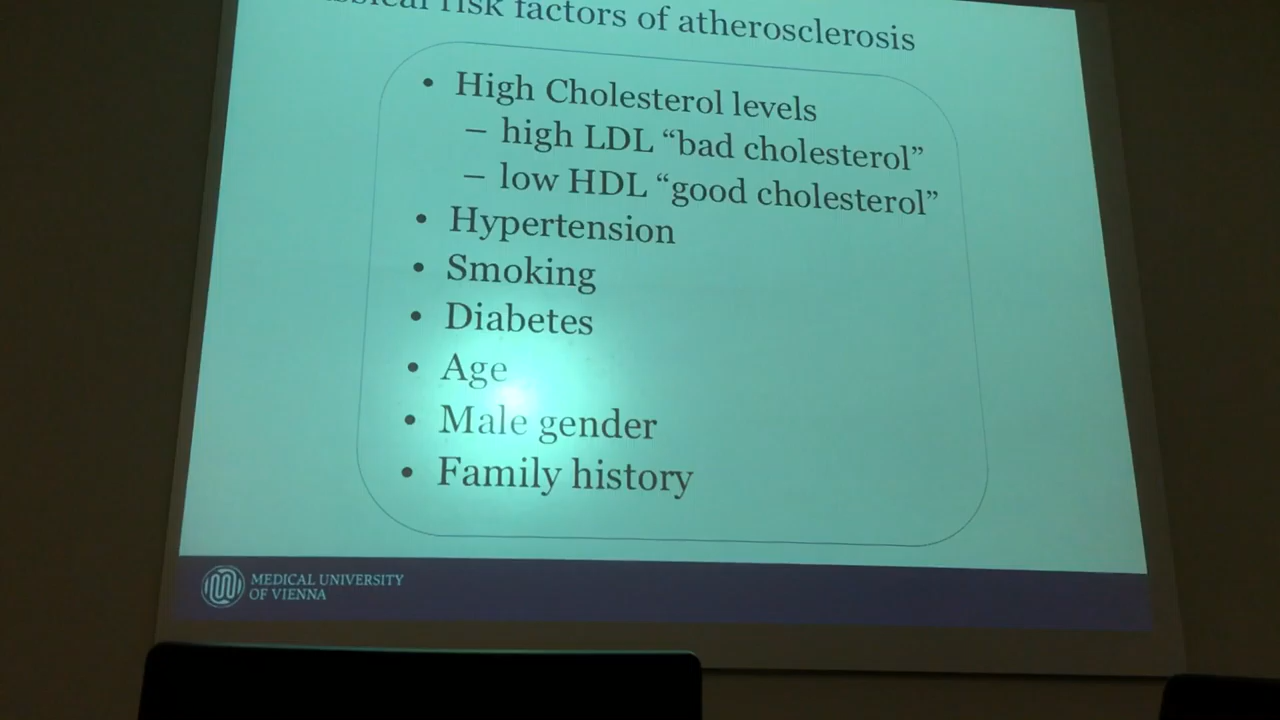 risk factors of atherosclerosis
• High Cholesterol levels
– high LDL “bad cholesterol”
– low HDL “good cholesterol”
• Hypertension
• Smoking
• Diabetes
• Age
• Male gender
• Family history
MEDICAL UNIVERSITY
OF VIENNA